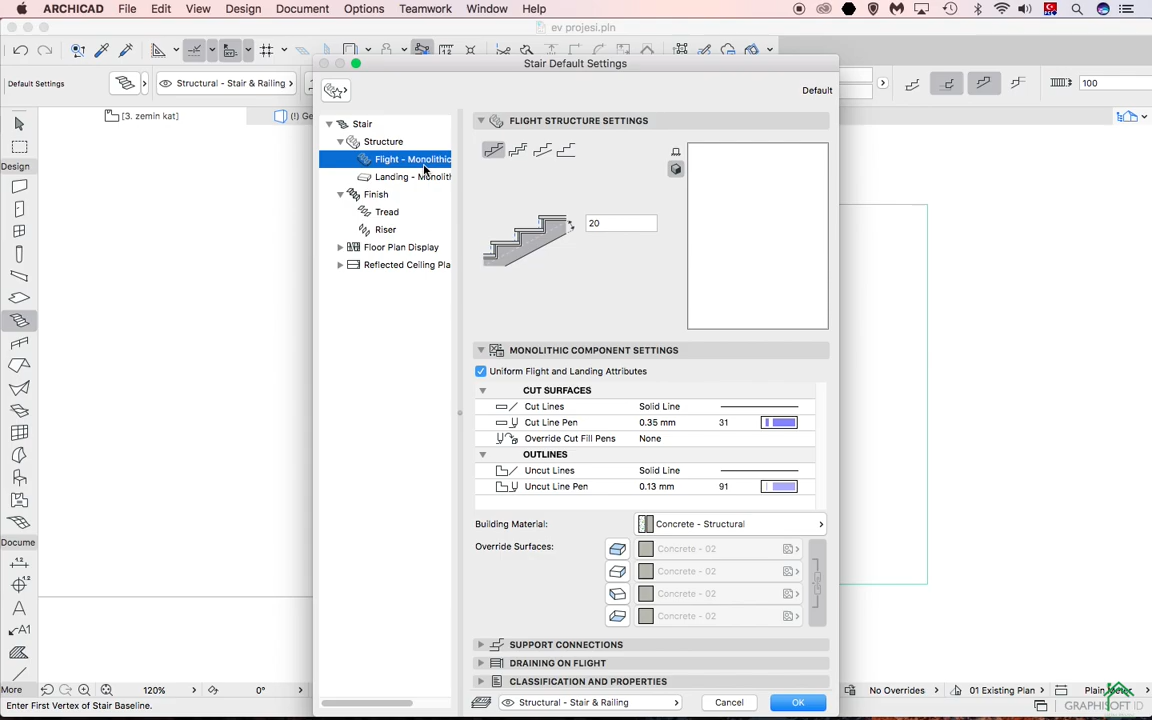 ARCHICAD File Edit View Design Document Options Teamwork Window Help
ev projesi.pln
Stair Default Settings
Default Settings
Structural - Stair & Railing
100
Default
[3. zemin kat]
Stair
Structure
Flight - Monolithic
Landing - Monolith
Finish
Tread
Riser
Floor Plan Display
Reflected Ceiling Pla
FLIGHT STRUCTURE SETTINGS
20
MONOLITHIC COMPONENT SETTINGS
Uniform Flight and Landing Attributes
CUT SURFACES
Cut Lines Solid Line
Cut Line Pen 0.35 mm 31
Override Cut Fill Pens None
OUTLINES
Uncut Lines Solid Line
Uncut Line Pen 0.13 mm 91
Building Material: Concrete - Structural
Override Surfaces: Concrete - 02
Concrete - 02
Concrete - 02
Concrete - 02
SUPPORT CONNECTIONS
DRAINING ON FLIGHT
CLASSIFICATION AND PROPERTIES
Structural - Stair & Railing
Cancel OK
Design
Docume
More
120% 0°
No Overrides 01 Existing Plan
Enter First Vertex of Stair Baseline.
GRAPHISOFT ID